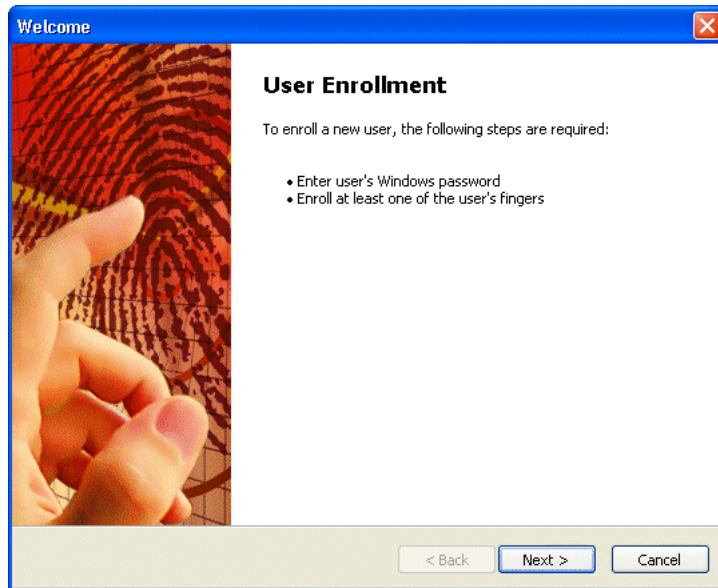 Welcome
User Enrollment
To enroll a new user, the following steps are required:
• Enter user's Windows password
• Enroll at least one of the user's fingers
< Back
Next >
Cancel